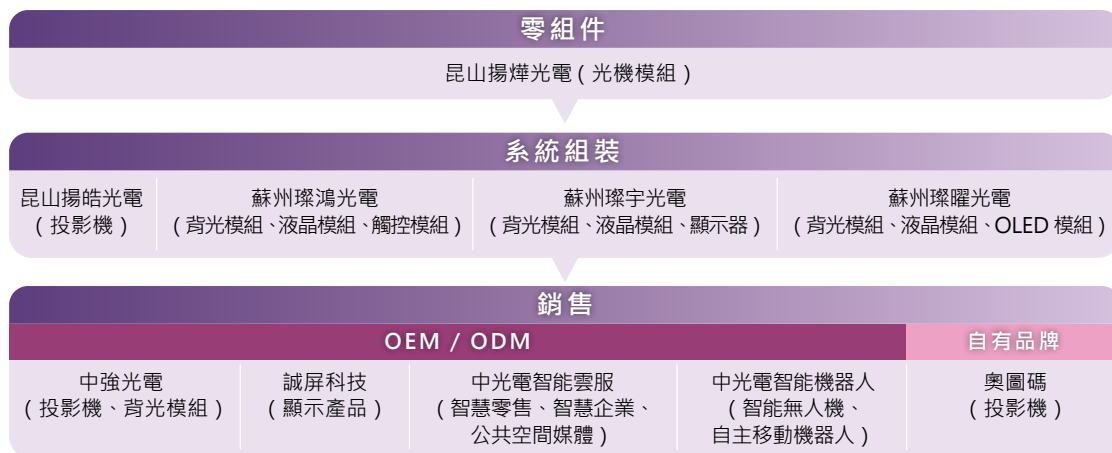 零組件
昆山揚燁光電(光機模組)
系統組裝
昆山揚皓光電
(投影機)
蘇州璨鴻光電
(背光模組、液晶模組、觸控模組)
蘇州璨宇光電
(背光模組、液晶模組、顯示器)
蘇州璨曜光電
(背光模組、液晶模組、OLED 模組)
銷售
OEM / ODM
自有品牌
中強光電
(投影機、背光模組)
誠屏科技
(顯示產品)
中光電智能雲服
(智慧零售、智慧企業、
公共空間媒體)
中光電智能機器人
(智能無人機、
自主移動機器人)
奧圖碼
(投影機)